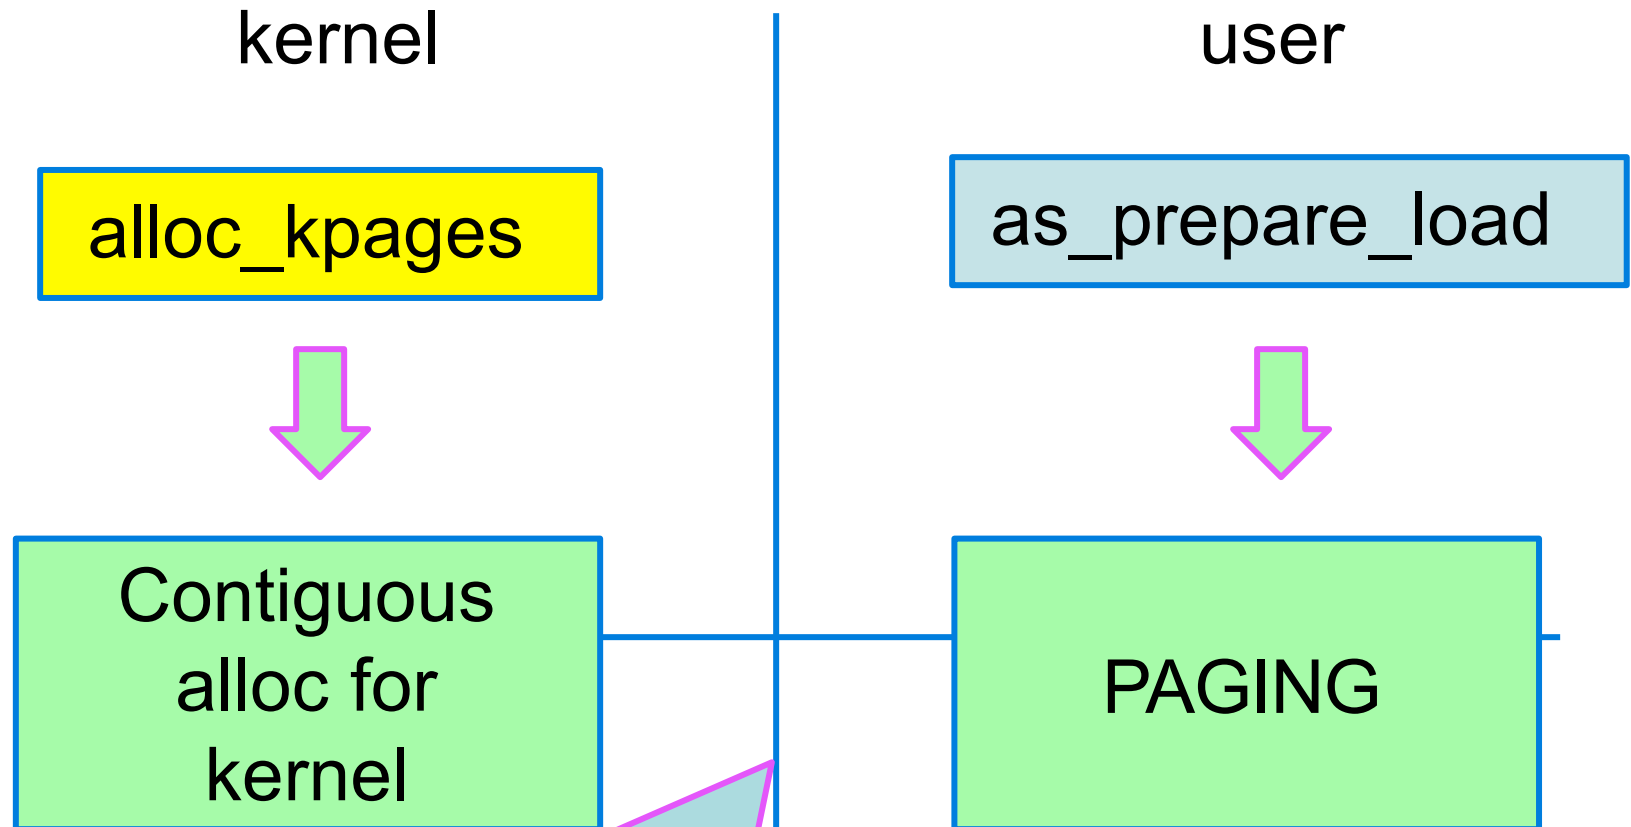 kernel
user
alloc_kpages
as_prepare_load
Contiguous
alloc for
kernel
PAGING